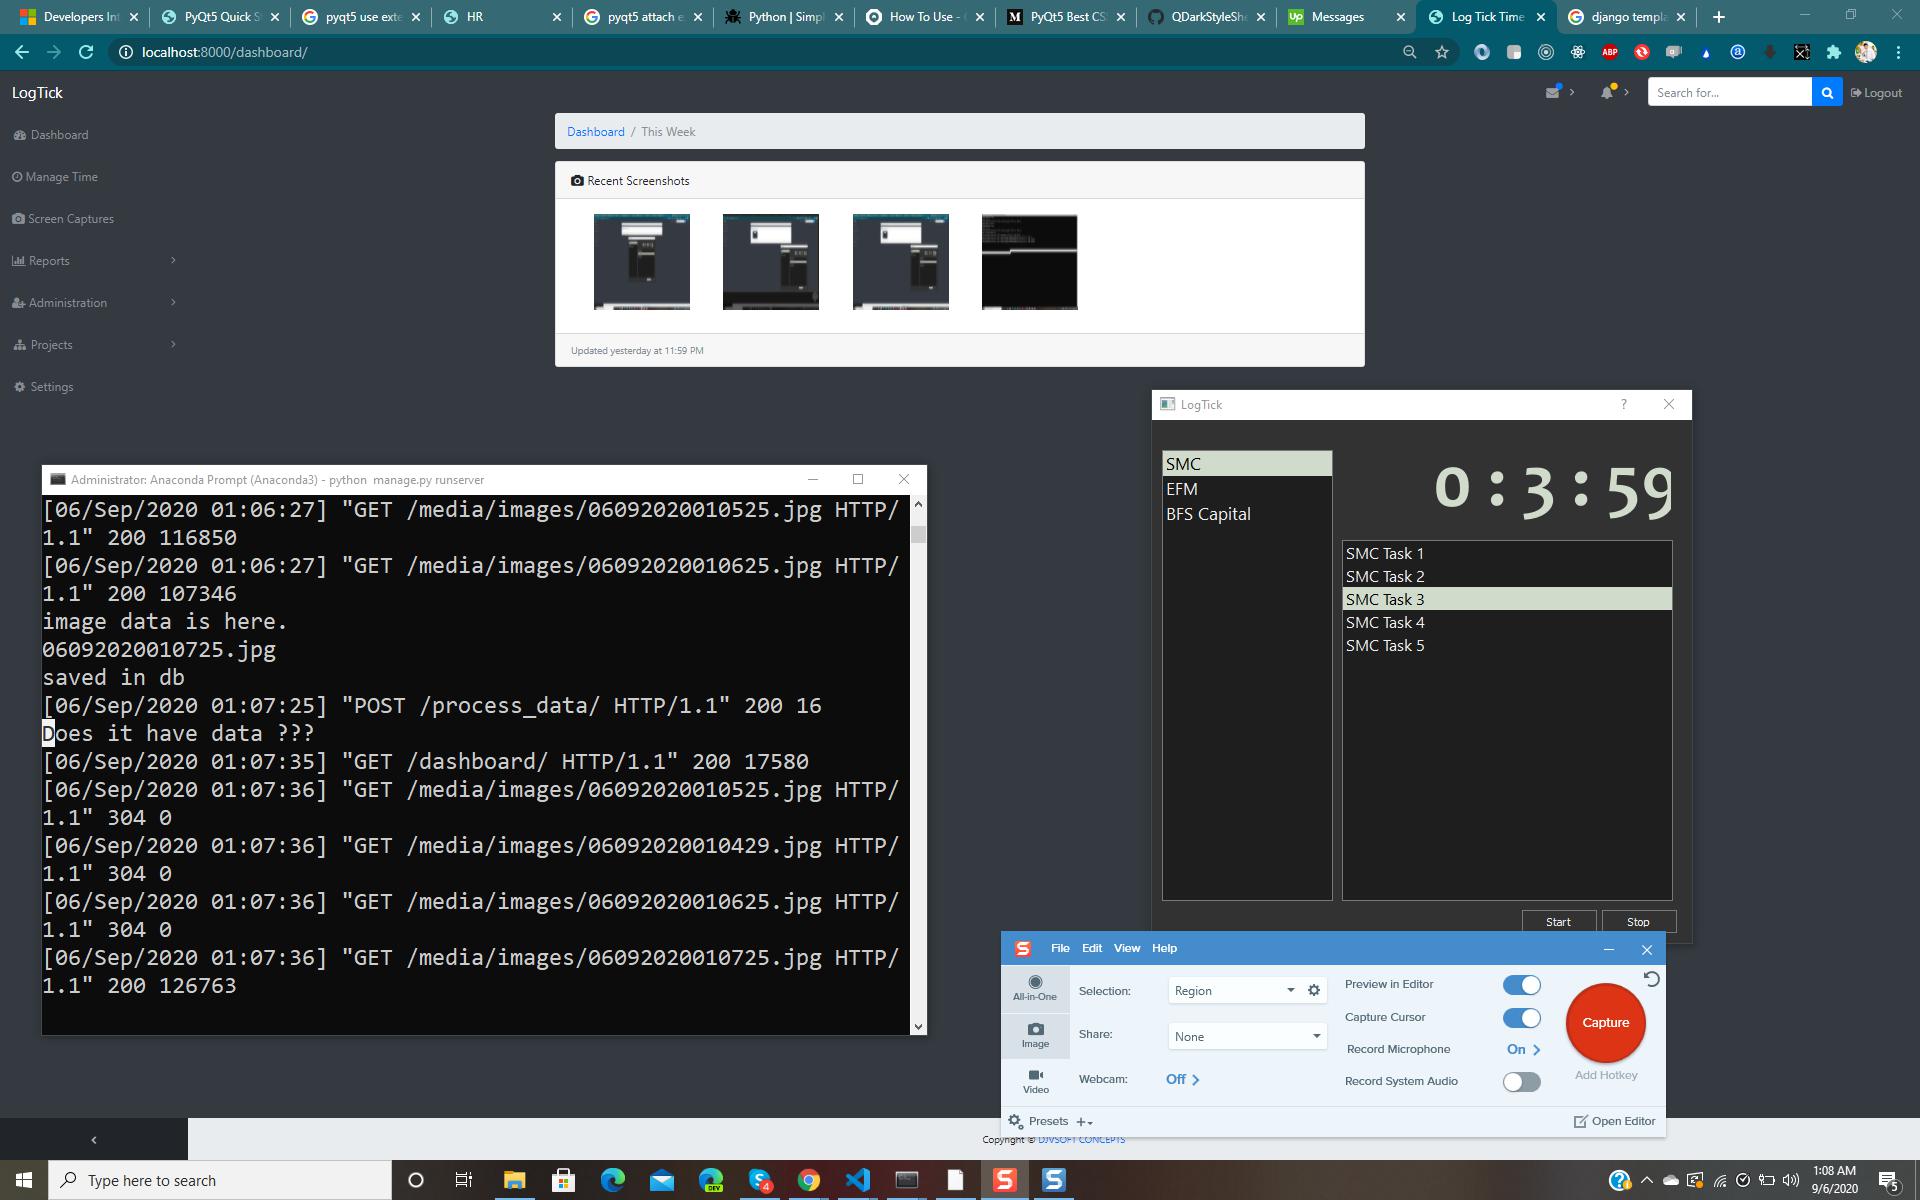 Developers Int
PyQt5 Quick S
pyqt5 use exte
HR
pyqt5 attach e
Python | Simpl
How To Use -
PyQt5 Best CS
QDarkStyleShe
Up Messages
Log Tick Time
django templa
localhost:8000/dashboard/
ABP
LogTick
Search for...
Logout
Dashboard
Manage Time
Screen Captures
Reports
Administration
Projects
Settings
Dashboard / This Week
Recent Screenshots
Updated yesterday at 11:59 PM
Administrator: Anaconda Prompt (Anaconda3) - python manage.py runserver
[06/Sep/2020 01:06:27] "GET /media/images/06092020010525.jpg HTTP/
1.1" 200 116850
[06/Sep/2020 01:06:27] "GET /media/images/06092020010625.jpg HTTP/
1.1" 200 107346
image data is here.
06092020010725.jpg
saved in db
[06/Sep/2020 01:07:25] "POST /process_data/ HTTP/1.1" 200 16
Does it have data ???
[06/Sep/2020 01:07:35] "GET /dashboard/ HTTP/1.1" 200 17580
[06/Sep/2020 01:07:36] "GET /media/images/06092020010525.jpg HTTP/
1.1" 304 0
[06/Sep/2020 01:07:36] "GET /media/images/06092020010429.jpg HTTP/
1.1" 304 0
[06/Sep/2020 01:07:36] "GET /media/images/06092020010625.jpg HTTP/
1.1" 304 0
[06/Sep/2020 01:07:36] "GET /media/images/06092020010725.jpg HTTP/
1.1" 200 126763
LogTick
SMC
EFM
BFS Capital
0:3:59
SMC Task 1
SMC Task 2
SMC Task 3
SMC Task 4
SMC Task 5
Start
Stop
File Edit View Help
All-in-One
Image
Video
Selection: Region
Share: None
Webcam: Off
Preview in Editor
Capture Cursor
Record Microphone On
Record System Audio
Capture
Add Hotkey
Presets
Open Editor
Copyright © DJVSOFT CONCEPTS
Type here to search
DEV
4
1:08 AM
9/6/2020
5